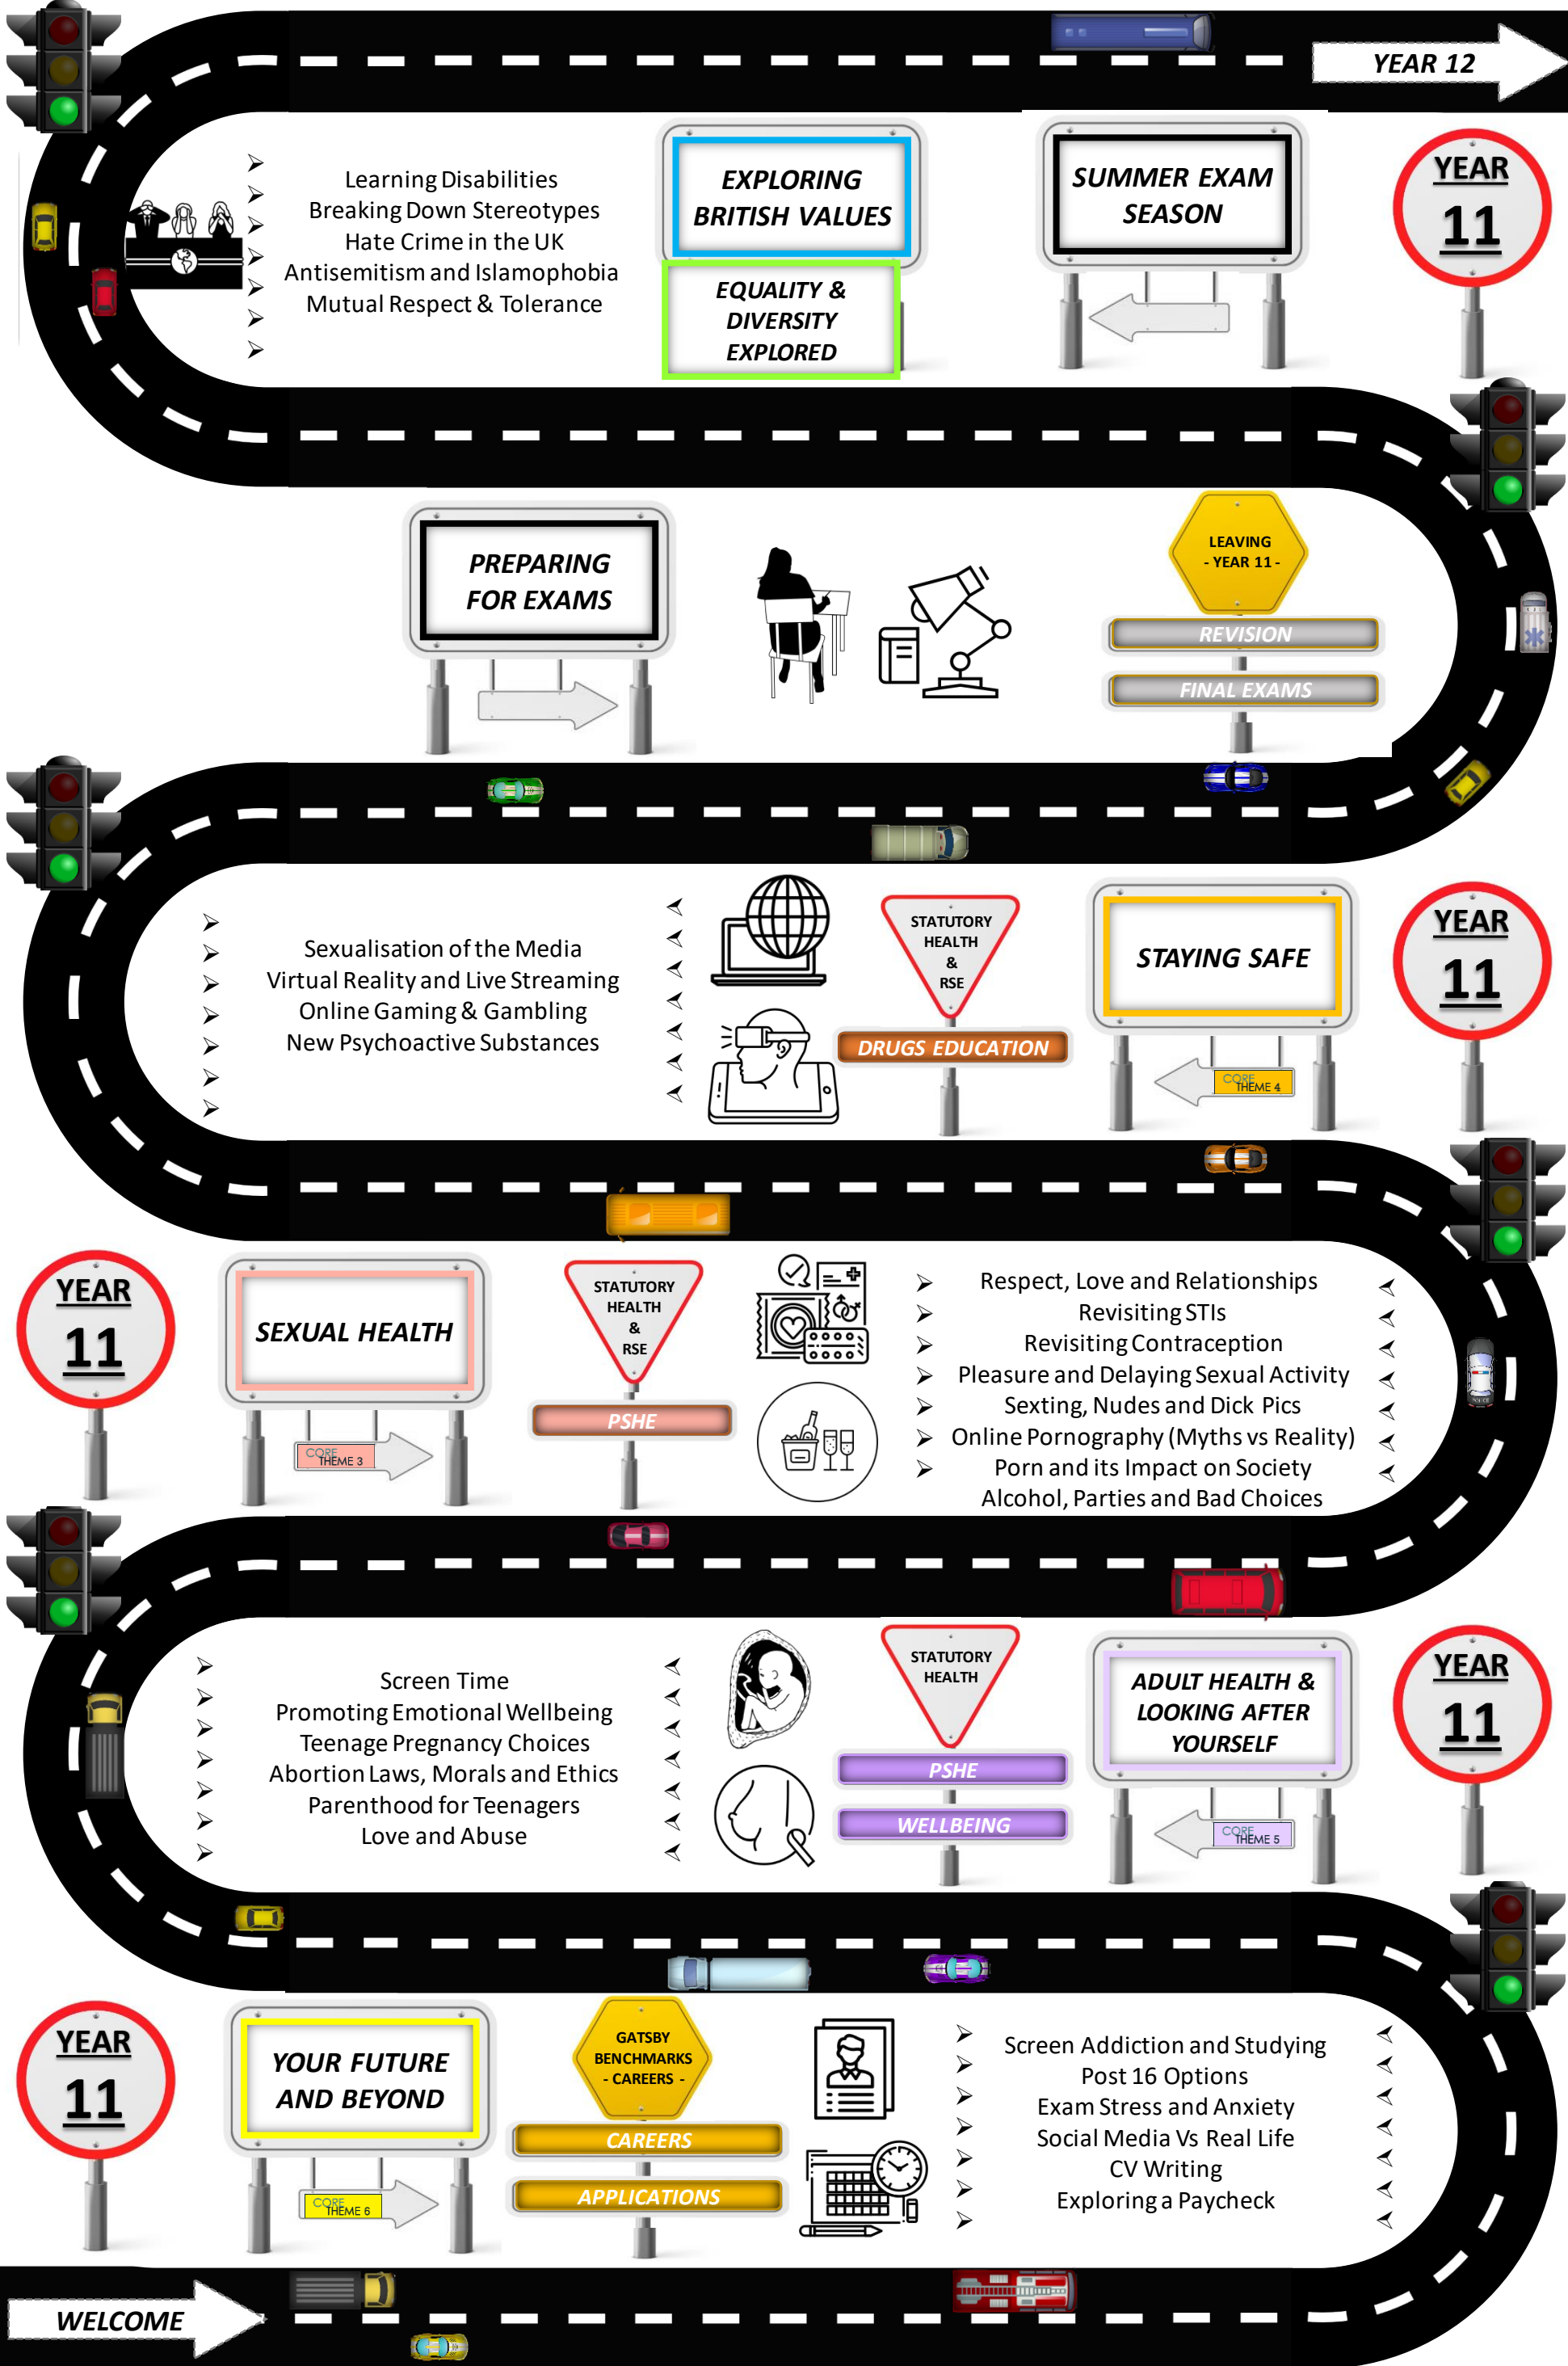 YEAR 12
Learning Disabilities
Breaking Down Stereotypes
Hate Crime in the UK
Antisemitism and Islamophobia
Mutual Respect & Tolerance
EXPLORING
BRITISH VALUES
EQUALITY &
DIVERSITY
EXPLORED
SUMMER EXAM
SEASON
YEAR
11
PREPARING
FOR EXAMS
LEAVING
- YEAR 11 -
REVISION
FINAL EXAMS
Sexualisation of the Media
Virtual Reality and Live Streaming
Online Gaming & Gambling
New Psychoactive Substances
STATUTORY
HEALTH
&
RSE
DRUGS EDUCATION
STAYING SAFE
CORE
THEME 4
YEAR
11
YEAR
11
SEXUAL HEALTH
CORE
THEME 3
STATUTORY
HEALTH
&
RSE
PSHE
Respect, Love and Relationships
Revisiting STIs
Revisiting Contraception
Pleasure and Delaying Sexual Activity
Sexting, Nudes and Dick Pics
Online Pornography (Myths vs Reality)
Porn and its Impact on Society
Alcohol, Parties and Bad Choices
Screen Time
Promoting Emotional Wellbeing
Teenage Pregnancy Choices
Abortion Laws, Morals and Ethics
Parenthood for Teenagers
Love and Abuse
STATUTORY
HEALTH
PSHE
WELLBEING
ADULT HEALTH &
LOOKING AFTER
YOURSELF
CORE
THEME 5
YEAR
11
YEAR
11
YOUR FUTURE
AND BEYOND
CORE
THEME 6
GATSBY
BENCHMARKS
- CAREERS -
CAREERS
APPLICATIONS
Screen Addiction and Studying
Post 16 Options
Exam Stress and Anxiety
Social Media Vs Real Life
CV Writing
Exploring a Paycheck
WELCOME